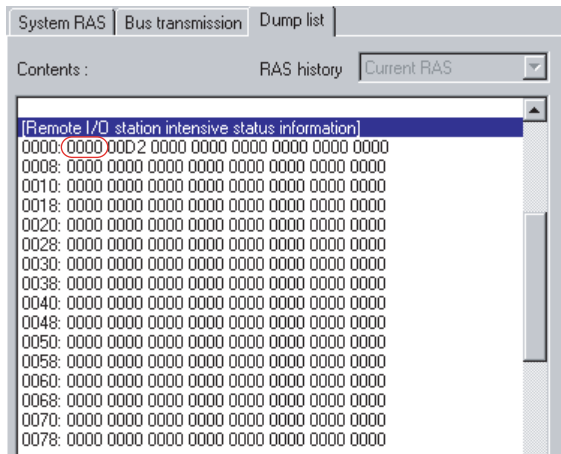 System RAS Bus transmission Dump list
Contents : RAS history Current RAS
[Remote I/O station intensive status information]
0000: 0000 00D2 0000 0000 0000 0000 0000 0000
0008: 0000 0000 0000 0000 0000 0000 0000 0000
0010: 0000 0000 0000 0000 0000 0000 0000 0000
0018: 0000 0000 0000 0000 0000 0000 0000 0000
0020: 0000 0000 0000 0000 0000 0000 0000 0000
0028: 0000 0000 0000 0000 0000 0000 0000 0000
0030: 0000 0000 0000 0000 0000 0000 0000 0000
0038: 0000 0000 0000 0000 0000 0000 0000 0000
0040: 0000 0000 0000 0000 0000 0000 0000 0000
0048: 0000 0000 0000 0000 0000 0000 0000 0000
0050: 0000 0000 0000 0000 0000 0000 0000 0000
0058: 0000 0000 0000 0000 0000 0000 0000 0000
0060: 0000 0000 0000 0000 0000 0000 0000 0000
0068: 0000 0000 0000 0000 0000 0000 0000 0000
0070: 0000 0000 0000 0000 0000 0000 0000 0000
0078: 0000 0000 0000 0000 0000 0000 0000 0000